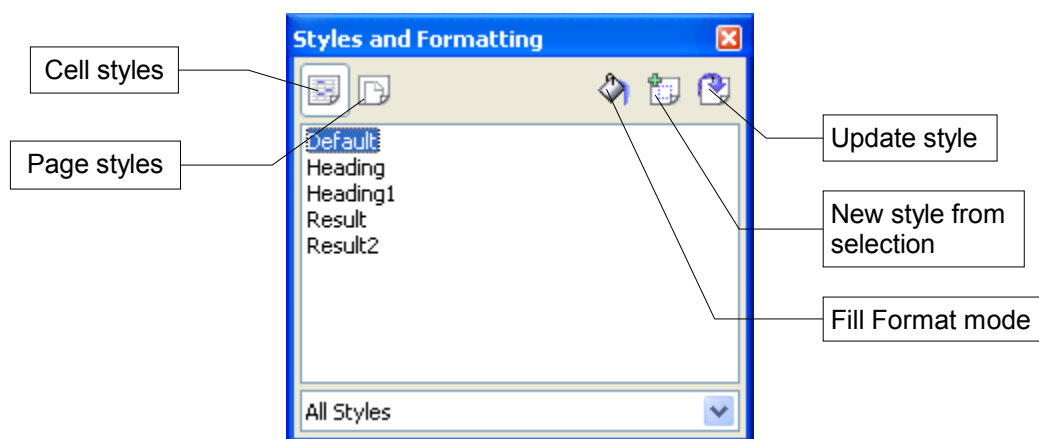 Styles and Formatting
Cell styles
Page styles
Default
Heading
Heading1
Result
Result2
All Styles
Update style
New style from
selection
Fill Format mode